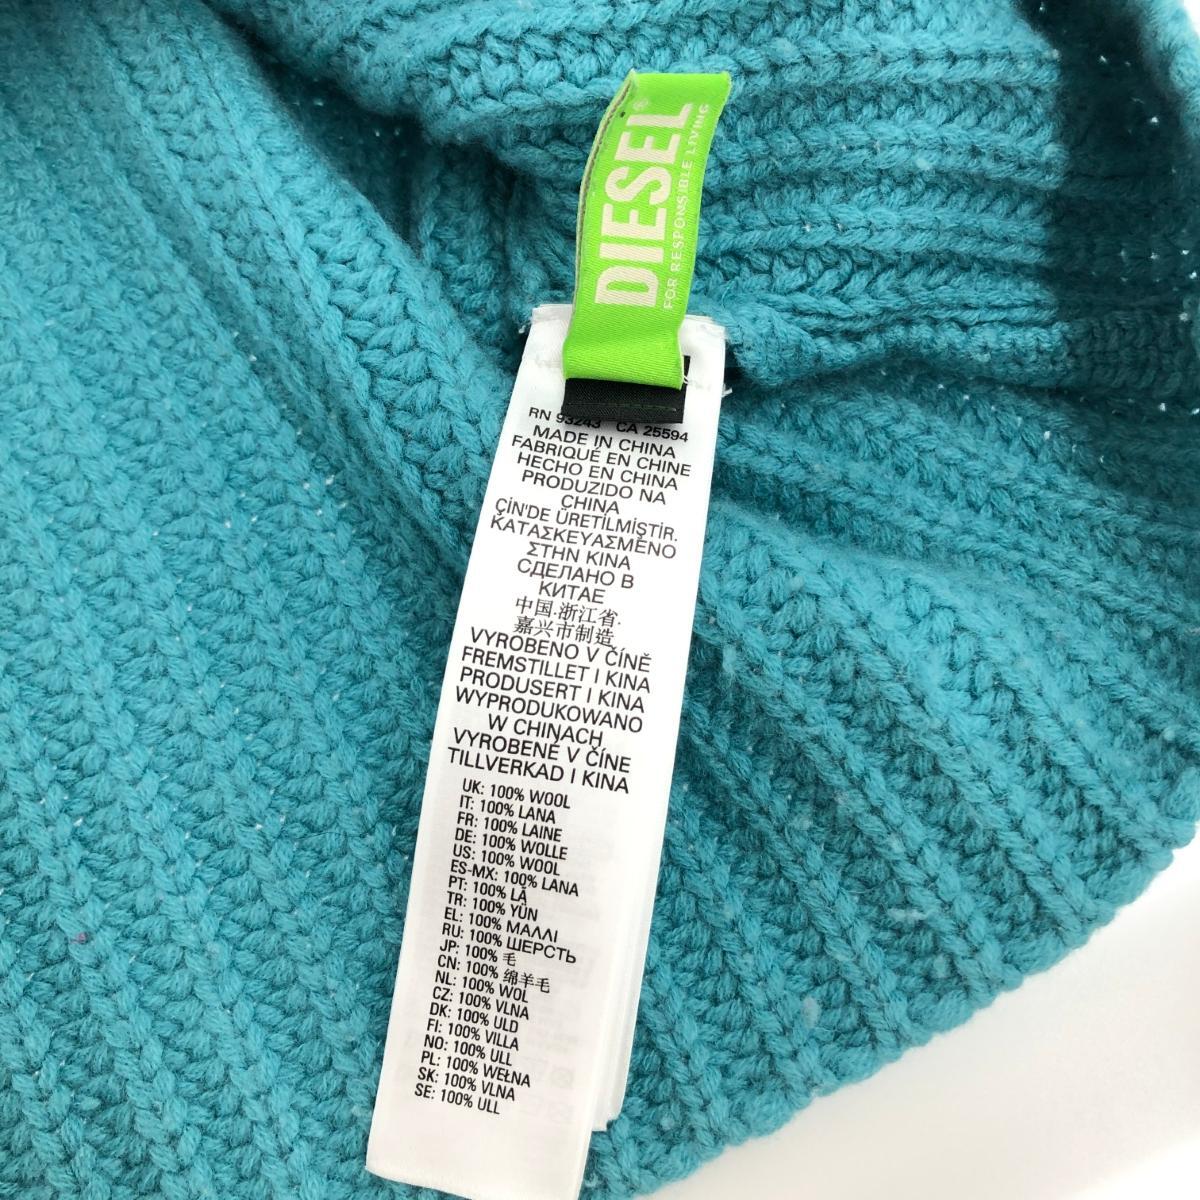 DIESEL®
FOR RESPONSIBLE LIVING
RN 93243 CA 25594
MADE IN CHINA
FABRIQUÉ EN CHINE
HECHO EN CHINA
PRODUZIDO NA
CHINA
ÇİN'DE ÜRETİLMİŞTİR.
ΚΑΤΑΣΚΕΥΑΣΜΕΝΟ
ΣΤΗΝ ΚΙΝΑ
СДЕЛАНО В
КИТАЕ
中国.浙江省.
嘉兴市制造
VYROBENO V ČÍNĚ
FREMSTILLET I KINA
PRODUSERT I KINA
WYPRODUKOWANO
W CHINACH
VYROBENÉ V ČÍNE
TILLVERKAD I KINA
UK: 100% WOOL
IT: 100% LANA
FR: 100% LAINE
DE: 100% WOLLE
US: 100% WOOL
ES-MX: 100% LANA
PT: 100% LÃ
TR: 100% YÜN
EL: 100% ΜΑΛΛΙ
RU: 100% ШЕРСТЬ
JP: 100% 毛
CN: 100% 绵羊毛
NL: 100% WOL
CZ: 100% VLNA
DK: 100% ULD
FI: 100% VILLA
NO: 100% ULL
PL: 100% WEŁNA
SK: 100% VLNA
SE: 100% ULL